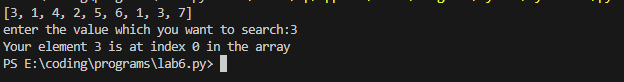 [3, 1, 4, 2, 5, 6, 1, 3, 7]
enter the value which you want to search:3
Your element 3 is at index 0 in the array
PS E:\coding\programs\lab6.py>